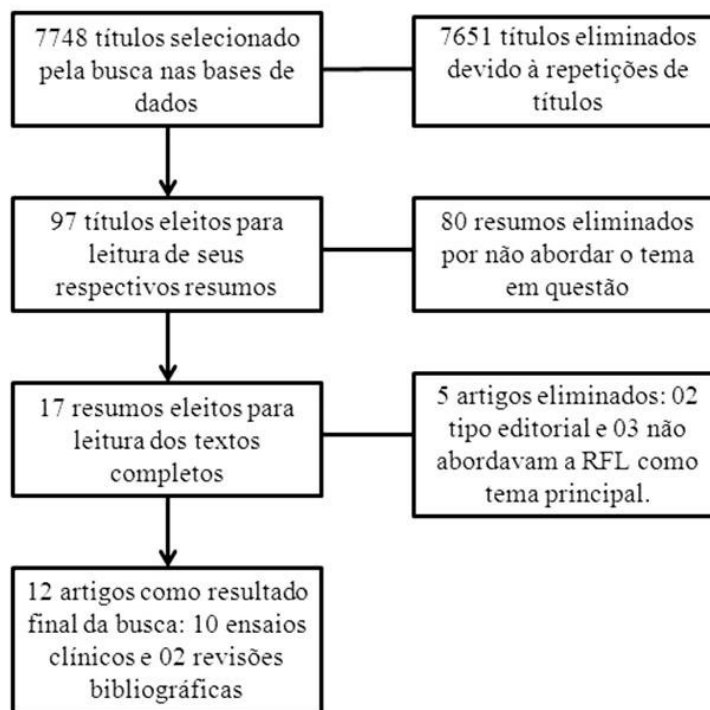 7748 títulos selecionado
pela busca nas bases de
dados
7651 títulos eliminados
devido à repetições de
títulos
97 títulos eleitos para
leitura de seus
respectivos resumos
80 resumos eliminados
por não abordar o tema
em questão
17 resumos eleitos para
leitura dos textos
completos
5 artigos eliminados: 02
tipo editorial e 03 não
abordavam a RFL como
tema principal.
12 artigos como resultado
final da busca: 10 ensaios
clínicos e 02 revisões
bibliográficas